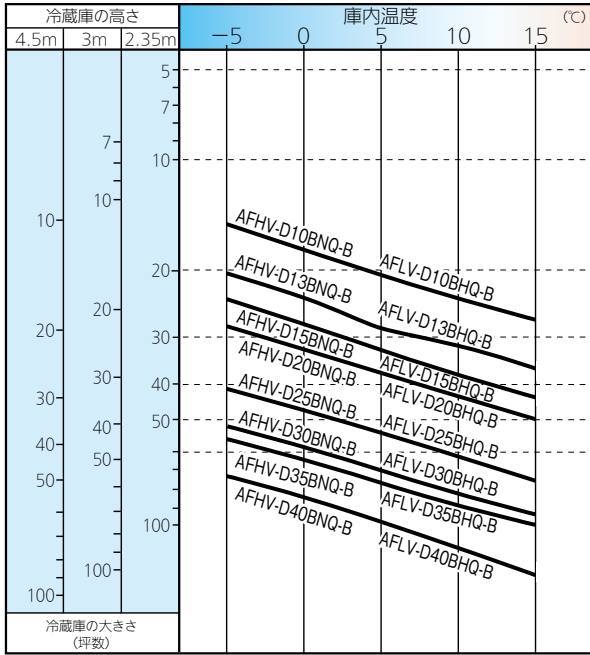 冷蔵庫の高さ
4.5m 3m 2.35m
庫内温度 (℃)
−5 0 5 10 15
10
20
30
40
50
100
7
10
20
30
40
50
100
5
7
10
20
30
40
50
100
AFHV-D10BNQ-B
AFLV-D10BHQ-B
AFHV-D13BNQ-B
AFLV-D13BHQ-B
AFHV-D15BNQ-B
AFLV-D15BHQ-B
AFHV-D20BNQ-B
AFLV-D20BHQ-B
AFHV-D25BNQ-B
AFLV-D25BHQ-B
AFHV-D30BNQ-B
AFLV-D30BHQ-B
AFHV-D35BNQ-B
AFLV-D35BHQ-B
AFHV-D40BNQ-B
AFLV-D40BHQ-B
冷蔵庫の大きさ
(坪数)